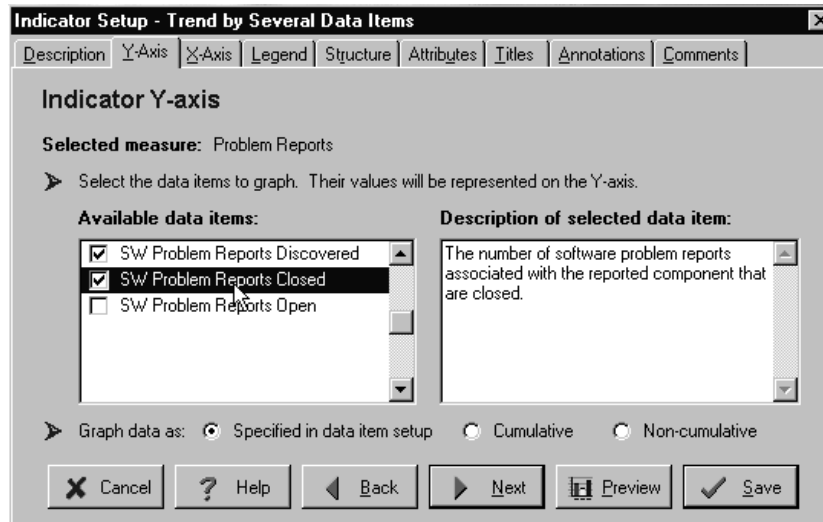 Indicator Setup - Trend by Several Data Items
Description Y-Axis X-Axis Legend Structure Attributes Titles Annotations Comments
Indicator Y-axis
Selected measure: Problem Reports
Select the data items to graph. Their values will be represented on the Y-axis.
Available data items: Description of selected data item:
SW Problem Reports Discovered
SW Problem Reports Closed
SW Problem Reports Open
The number of software problem reports
associated with the reported component that
are closed.
Graph data as: Specified in data item setup Cumulative Non-cumulative
Cancel Help Back Next Preview Save